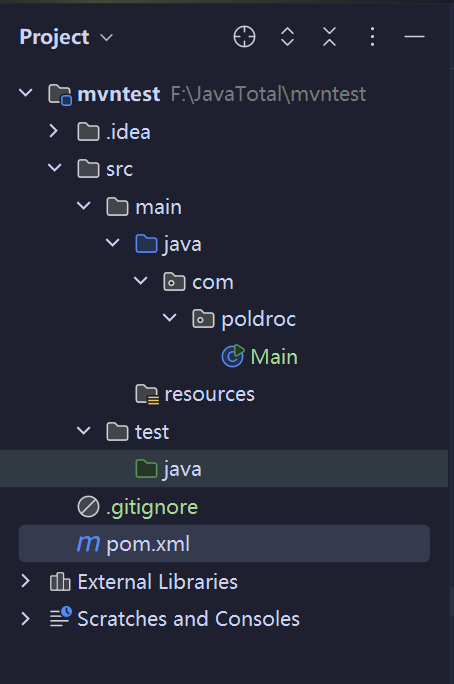 Project
mvntest F:\JavaTotal\mvntest
.idea
src
main
java
com
poldroc
Main
resources
test
java
.gitignore
pom.xml
External Libraries
Scratches and Consoles